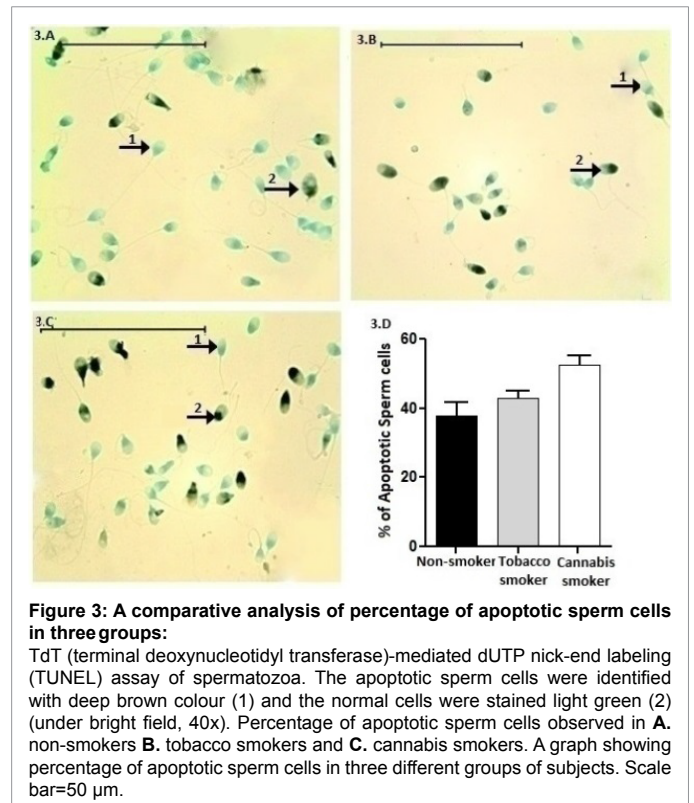 3.A
1
2
3.B
1
2
3.C
1
2
3.D
% of Apoptotic Sperm cells
60
40
20
0
Non-smoker Tobacco smoker Cannabis smoker
Figure 3: A comparative analysis of percentage of apoptotic sperm cells
in threegroups:
TdT (terminal deoxynucleotidyl transferase)-mediated dUTP nick-end labeling
(TUNEL) assay of spermatozoa. The apoptotic sperm cells were identified
with deep brown colour (1) and the normal cells were stained light green (2)
(under bright field, 40x). Percentage of apoptotic sperm cells observed in A.
non-smokers B. tobacco smokers and C. cannabis smokers. A graph showing
percentage of apoptotic sperm cells in three different groups of subjects. Scale
bar=50 µm.